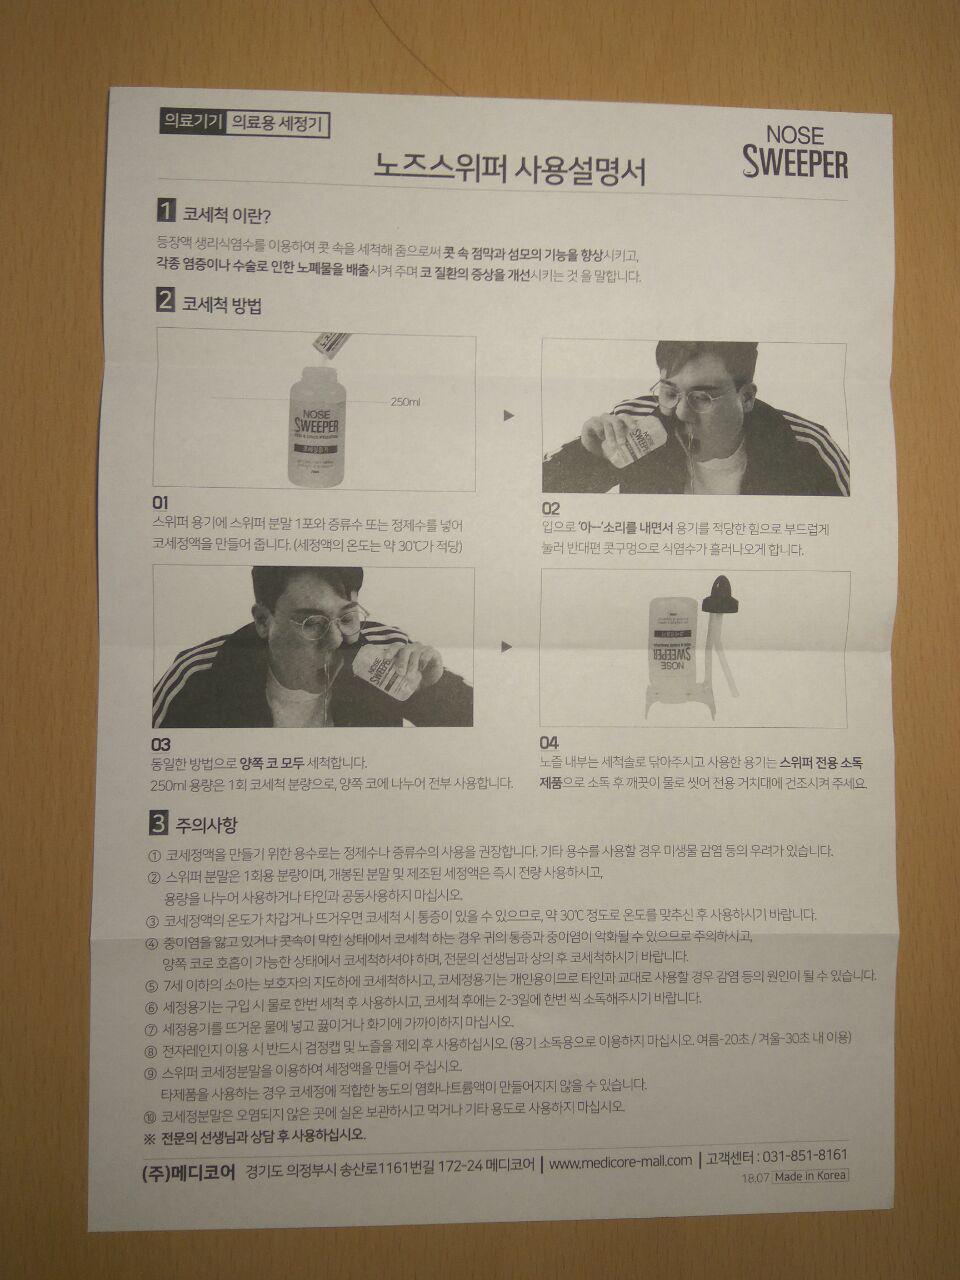 의료기기 의료용 세정기
NOSE
SWEEPER
노즈스위퍼 사용설명서
1 코세척 이란?
등장액 생리식염수를 이용하여 콧 속을 세척해 줌으로써 콧 속 점막과 섬모의 기능을 향상시키고,
각종 염증이나 수술로 인한 노폐물을 배출시켜 주며 코 질환의 증상을 개선시키는 것 을 말합니다.
2 코세척 방법
250ml
NOSE
SWEEPER
01
스위퍼 용기에 스위퍼 분말 1포와 증류수 또는 정제수를 넣어
코세정액을 만들어 줍니다. (세정액의 온도는 약 30℃가 적당)
NOSE
SWEEPER
02
입으로 '아~'소리를 내면서 용기를 적당한 힘으로 부드럽게
눌러 반대편 콧구멍으로 식염수가 흘러나오게 합니다.
NOSE
SWEEPER
03
동일한 방법으로 양쪽 코 모두 세척합니다.
250ml 용량은 1회 코세척 분량으로, 양쪽 코에 나누어 전부 사용합니다.
NOSE
SWEEPER
04
노즐 내부는 세척솔로 닦아주시고 사용한 용기는 스위퍼 전용 소독
제품으로 소독 후 깨끗이 물로 씻어 전용 거치대에 건조시켜 주세요.
3 주의사항
① 코세정액을 만들기 위한 용수로는 정제수나 증류수의 사용을 권장합니다. 기타 용수를 사용할 경우 미생물 감염 등의 우려가 있습니다.
② 스위퍼 분말은 1회용 분량이며, 개봉된 분말 및 제조된 세정액은 즉시 전량 사용하시고,
용량을 나누어 사용하거나 타인과 공동사용하지 마십시오.
③ 코세정액의 온도가 차갑거나 뜨거우면 코세척 시 통증이 있을 수 있으므로, 약 30℃ 정도로 온도를 맞추신 후 사용하시기 바랍니다.
④ 중이염을 앓고 있거나 콧속이 막힌 상태에서 코세척 하는 경우 귀의 통증과 중이염이 악화될 수 있으므로 주의하시고,
양쪽 코로 호흡이 가능한 상태에서 코세척하셔야 하며, 전문의 선생님과 상의 후 코세척하시기 바랍니다.
⑤ 7세 이하의 소아는 보호자의 지도하에 코세척하시고, 코세정용기는 개인용이므로 타인과 교대로 사용할 경우 감염 등의 원인이 될 수 있습니다.
⑥ 세정용기는 구입 시 물로 한번 세척 후 사용하시고, 코세척 후에는 2-3일에 한번 씩 소독해주시기 바랍니다.
⑦ 세정용기를 뜨거운 물에 넣고 끓이거나 화기에 가까이하지 마십시오.
⑧ 전자레인지 이용 시 반드시 검정캡 및 노즐을 제외 후 사용하십시오. (용기 소독용으로 이용하지 마십시오. 여름-20초 / 겨울-30초 내 이용)
⑨ 스위퍼 코세정분말을 이용하여 세정액을 만들어 주십시오.
타제품을 사용하는 경우 코세정에 적합한 농도의 염화나트륨액이 만들어지지 않을 수 있습니다.
⑩ 코세정분말은 오염되지 않은 곳에 실온 보관하시고 먹거나 기타 용도로 사용하지 마십시오.
※ 전문의 선생님과 상담 후 사용하십시오.
(주)메디코어 경기도 의정부시 송산로1161번길 172-24 메디코어 | www.medicore-mall.com | 고객센터 : 031-851-8161
18.07 Made in Korea